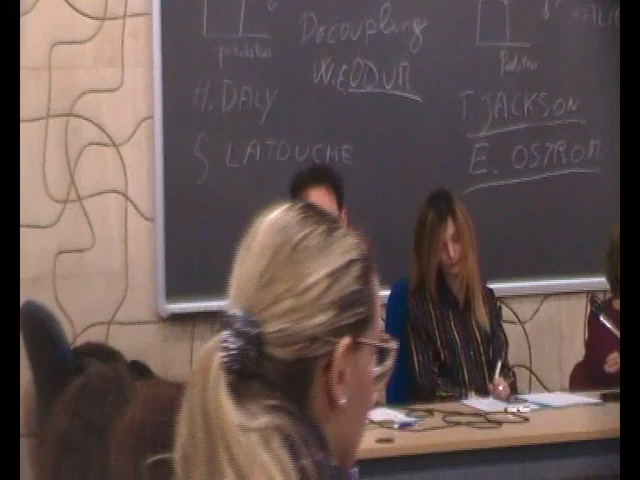 Decoupling
W. E ODUM
H. DALY
S LATOUCHE
T. JACKSON
E. OSTROM